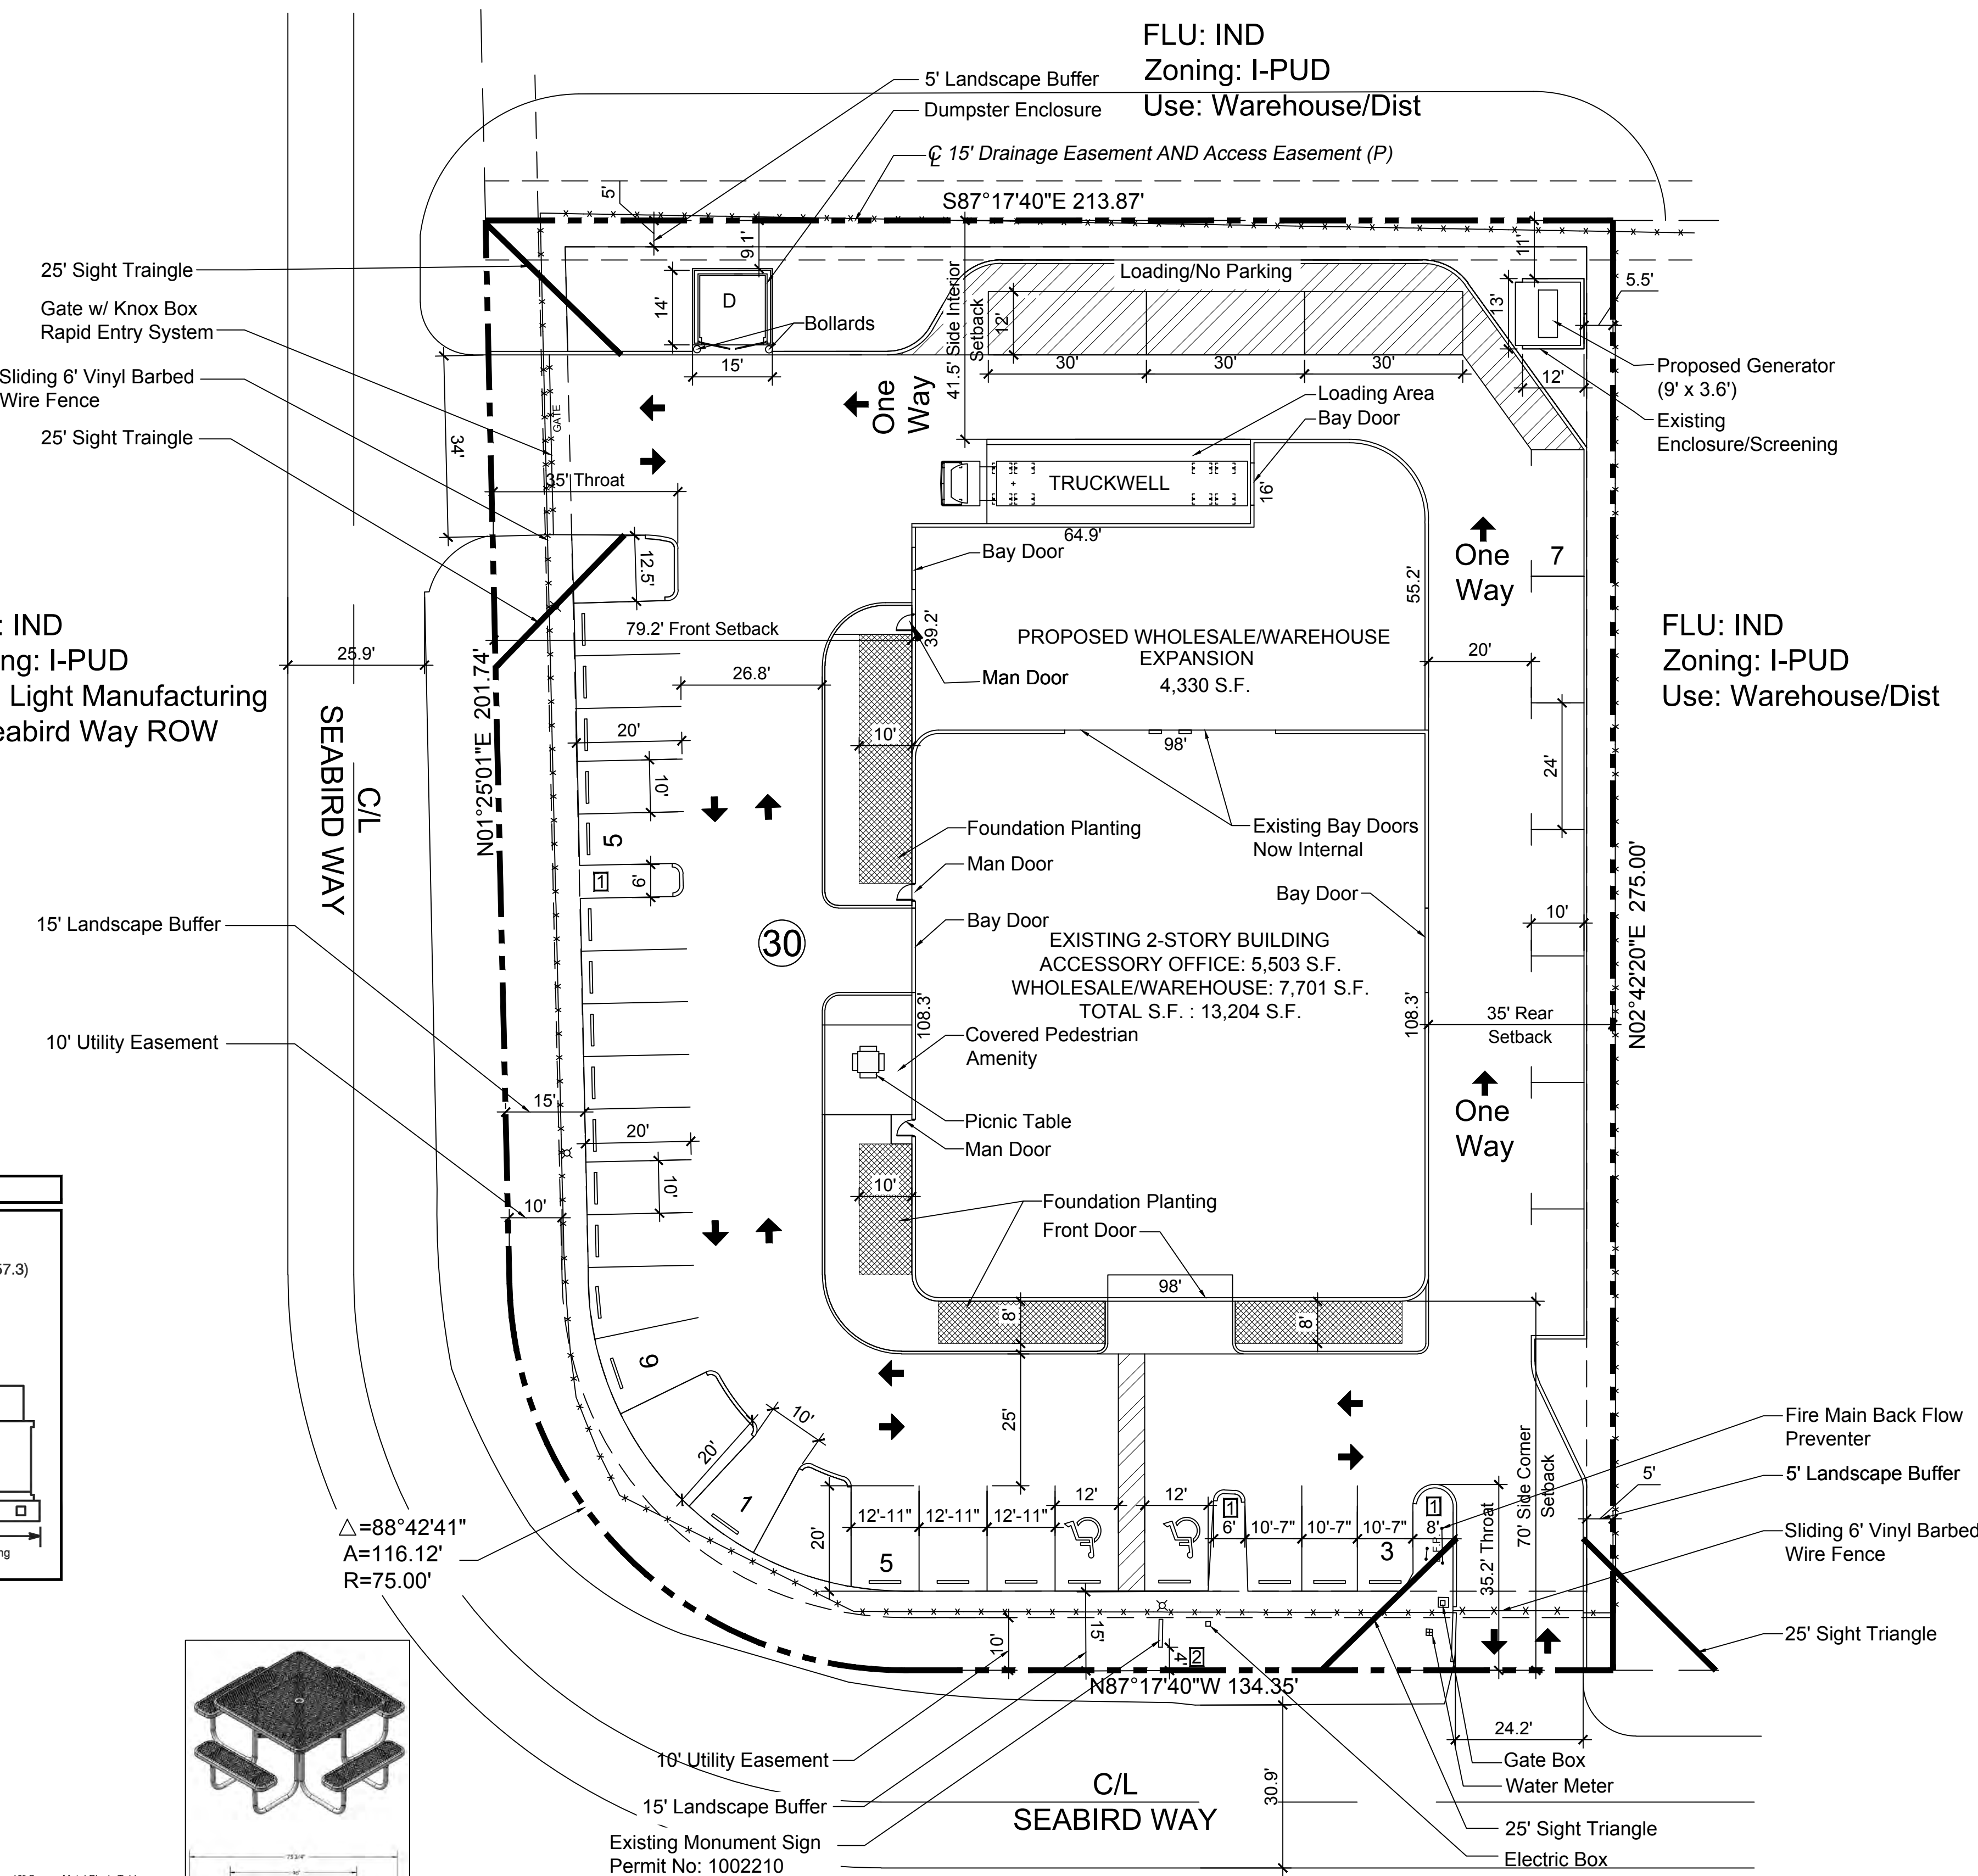 FLU: IND
Zoning: I-PUD
Use: Warehouse/Dist
5' Landscape Buffer
Dumpster Enclosure
℄ 15' Drainage Easement AND Access Easement (P)
5'
S87°17'40"E 213.87'
9.1'
11'
25' Sight Traingle
Gate w/ Knox Box
Rapid Entry System
Sliding 6' Vinyl Barbed
Wire Fence
25' Sight Traingle
14'
D
Bollards
15'
41.5' Side Interior
Setback
Loading/No Parking
12'
30'
30'
30'
13'
5.5'
12'
Proposed Generator
(9' x 3.6')
Existing
Enclosure/Screening
34'
GATE
One
Way
Loading Area
Bay Door
35' Throat
TRUCKWELL
16'
64.9'
12.5'
Bay Door
55.2'
One
Way
7
: IND
ng: I-PUD
Light Manufacturing
eabird Way ROW
25.9'
N01°25'01"E 201.74'
79.2' Front Setback
39.2'
PROPOSED WHOLESALE/WAREHOUSE
EXPANSION
4,330 S.F.
Man Door
26.8'
20'
FLU: IND
Zoning: I-PUD
Use: Warehouse/Dist
C/L
SEABIRD WAY
20'
10'
10'
98'
24'
5
Foundation Planting
Man Door
Existing Bay Doors
Now Internal
1
6'
Bay Door
Bay Door
10'
N02°42'20"E 275.00'
15' Landscape Buffer
30
EXISTING 2-STORY BUILDING
ACCESSORY OFFICE: 5,503 S.F.
WHOLESALE/WAREHOUSE: 7,701 S.F.
TOTAL S.F. : 13,204 S.F.
108.3'
108.3'
35' Rear
Setback
10' Utility Easement
Covered Pedestrian
Amenity
15'
Picnic Table
Man Door
20'
10'
One
Way
10'
10'
Foundation Planting
Front Door
98'
57.3)
8'
8'
9
10'
20'
1
25'
12'
12'
20'
12'-11"
12'-11"
12'-11"
5
1
6'
10'-7"
10'-7"
10'-7"
3
1
8'
35.2' Throat
70' Side Corner
Setback
5'
Fire Main Back Flow
Preventer
5' Landscape Buffer
Sliding 6' Vinyl Barbed
Wire Fence
△=88°42'41"
A=116.12'
R=75.00'
10'
15'
4'
2
N87°17'40"W 134.35'
25' Sight Triangle
24.2'
10' Utility Easement
15' Landscape Buffer
Existing Monument Sign
Permit No: 1002210
C/L
SEABIRD WAY
30.9'
Gate Box
Water Meter
25' Sight Triangle
Electric Box